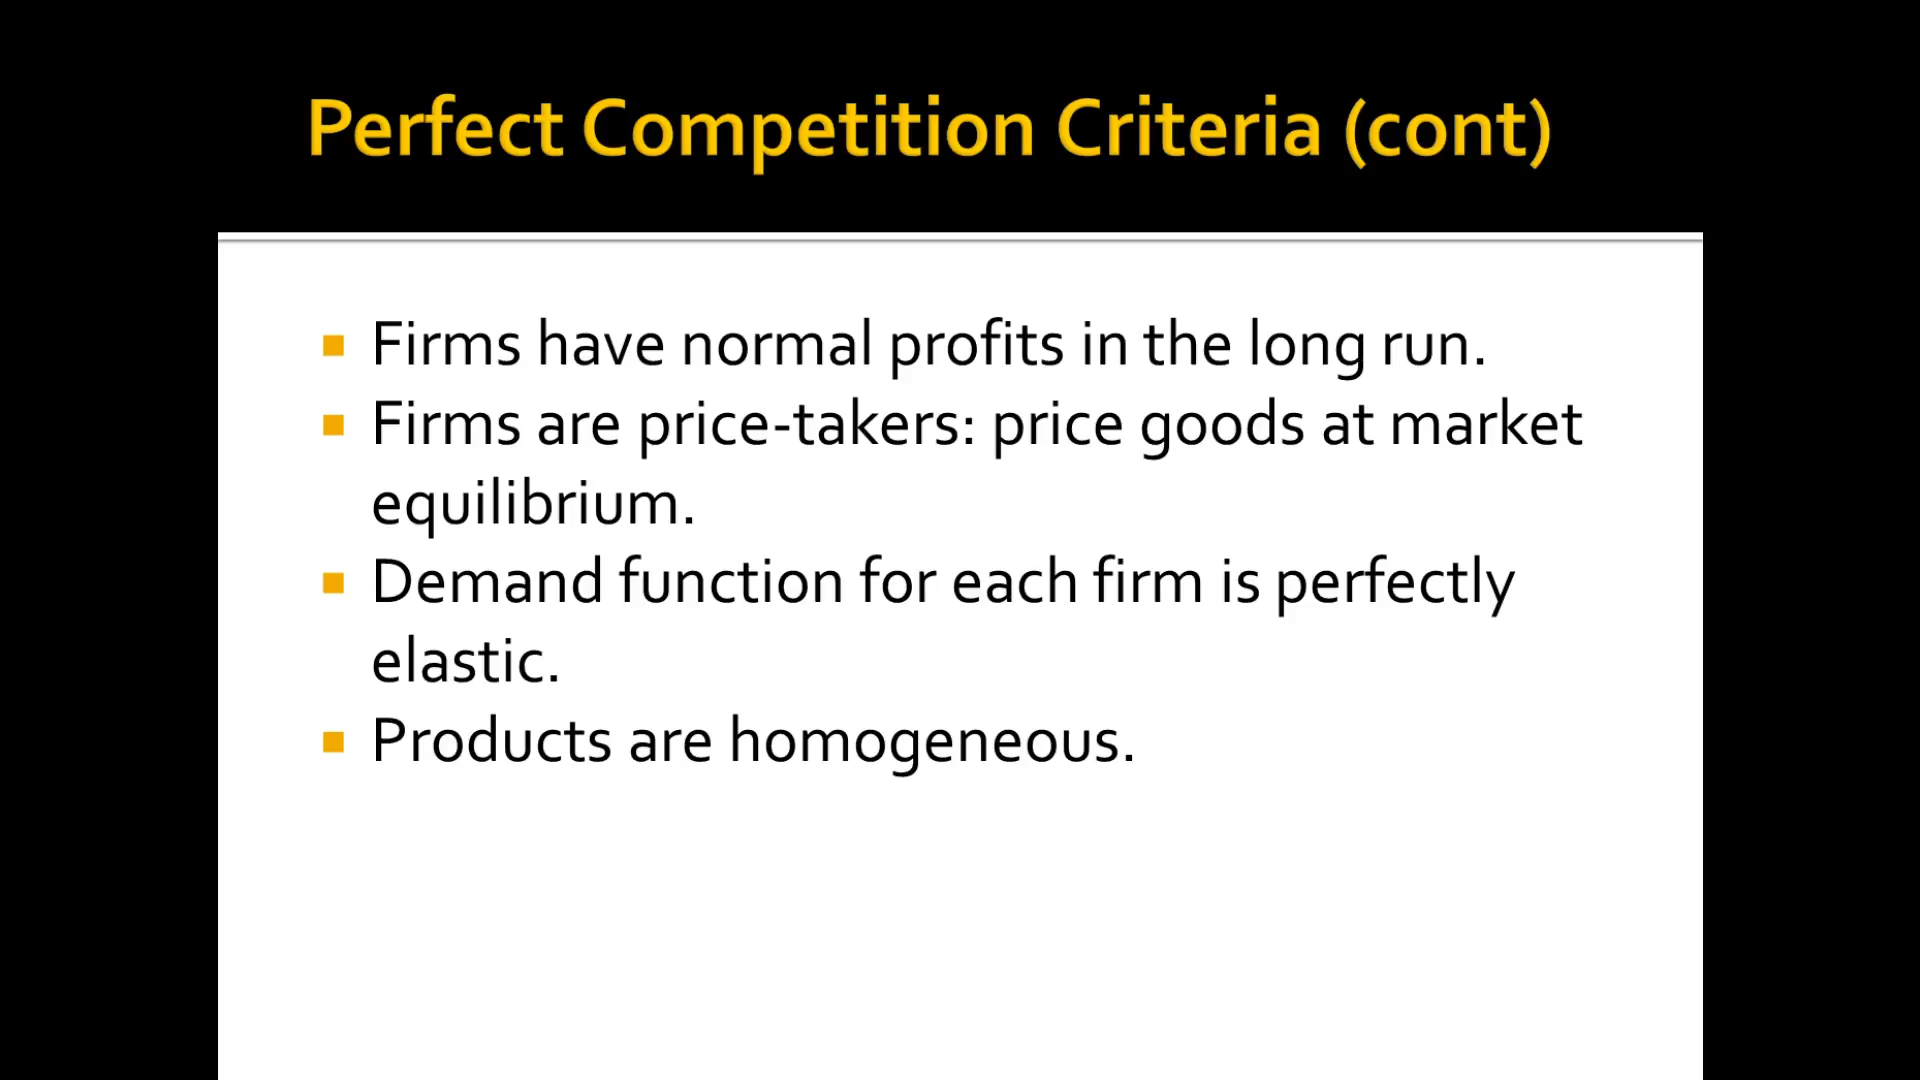 Perfect Competition Criteria (cont)
Firms have normal profits in the long run.
Firms are price-takers: price goods at market
equilibrium.
Demand function for each firm is perfectly
elastic.
Products are homogeneous.